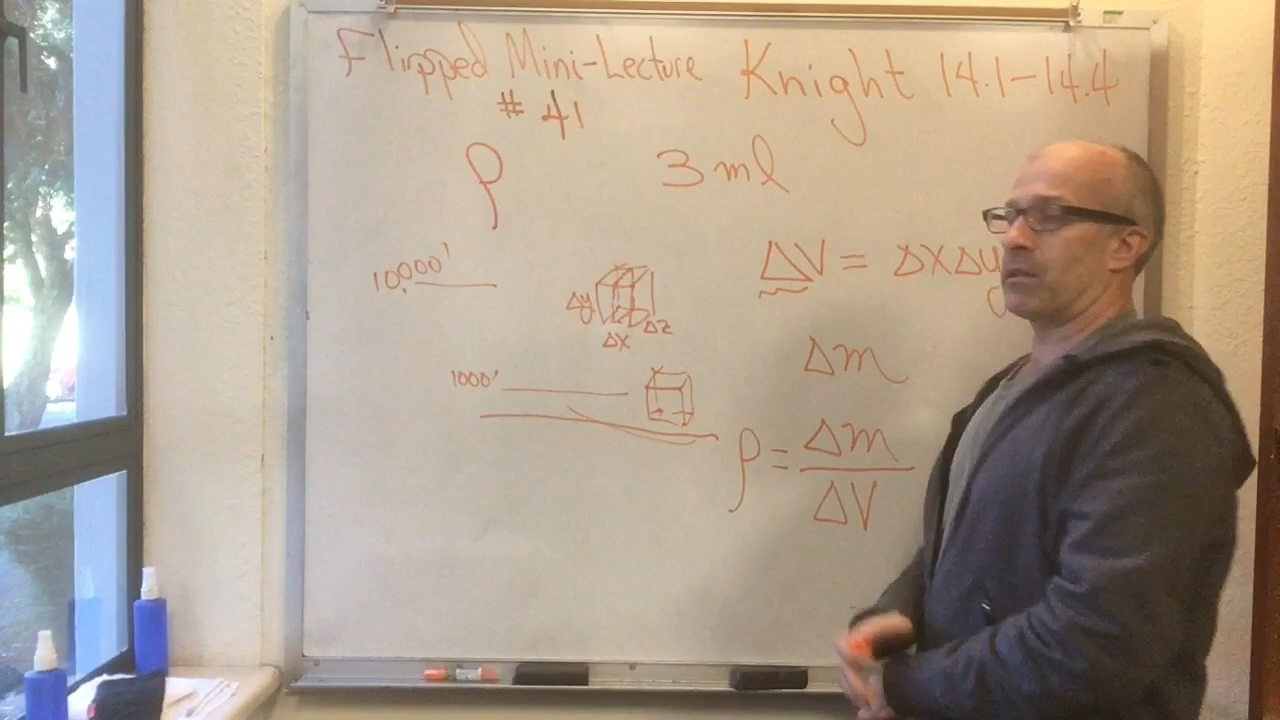 Flipped Mini-Lecture Knight 14.1-14.4
# 41
ρ 3 ml
10,000'
ΔV = ΔxΔy
Δy
Δz
Δx
Δm
1000'
ρ = Δm
ΔV